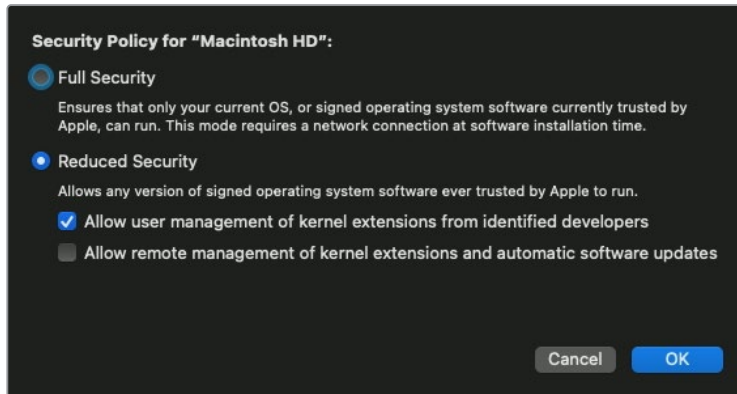 Security Policy for “Macintosh HD”:
Full Security
Ensures that only your current OS, or signed operating system software currently trusted by
Apple, can run. This mode requires a network connection at software installation time.
Reduced Security
Allows any version of signed operating system software ever trusted by Apple to run.
Allow user management of kernel extensions from identified developers
Allow remote management of kernel extensions and automatic software updates
Cancel OK